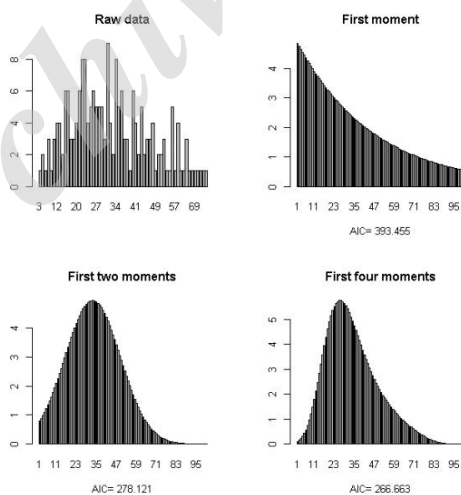 Raw data
First moment
8
6
4
2
0
3 12 20 27 34 41 49 57 69
4
3
2
1
0
1 11 23 35 47 59 71 83 95
AIC= 393.455
First two moments
First four moments
4
3
2
1
0
1 11 23 35 47 59 71 83 95
AIC= 278.121
5
4
3
2
1
0
1 11 23 35 47 59 71 83 95
AIC= 266.663